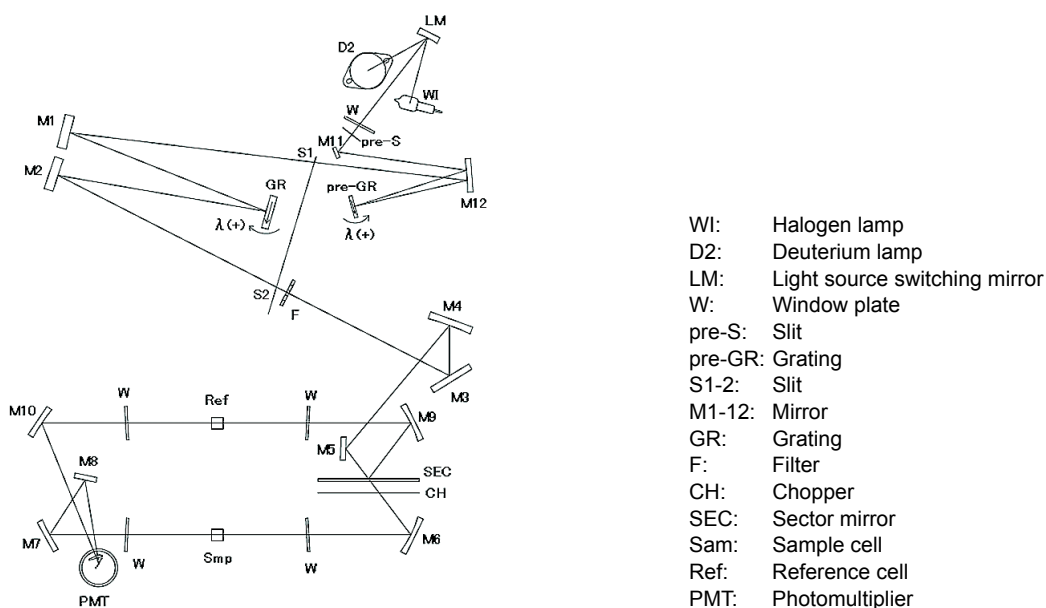 LM
D2
WI
W
M11
pre-S
M1
S1
M2
GR
pre-GR
M12
λ(+)
λ(+)
S2
F
M4
M3
M10
W
Ref
W
M9
M5
M8
SEC
CH
M7
W
Smp
W
M6
PMT
WI: Halogen lamp
D2: Deuterium lamp
LM: Light source switching mirror
W: Window plate
pre-S: Slit
pre-GR: Grating
S1-2: Slit
M1-12: Mirror
GR: Grating
F: Filter
CH: Chopper
SEC: Sector mirror
Sam: Sample cell
Ref: Reference cell
PMT: Photomultiplier